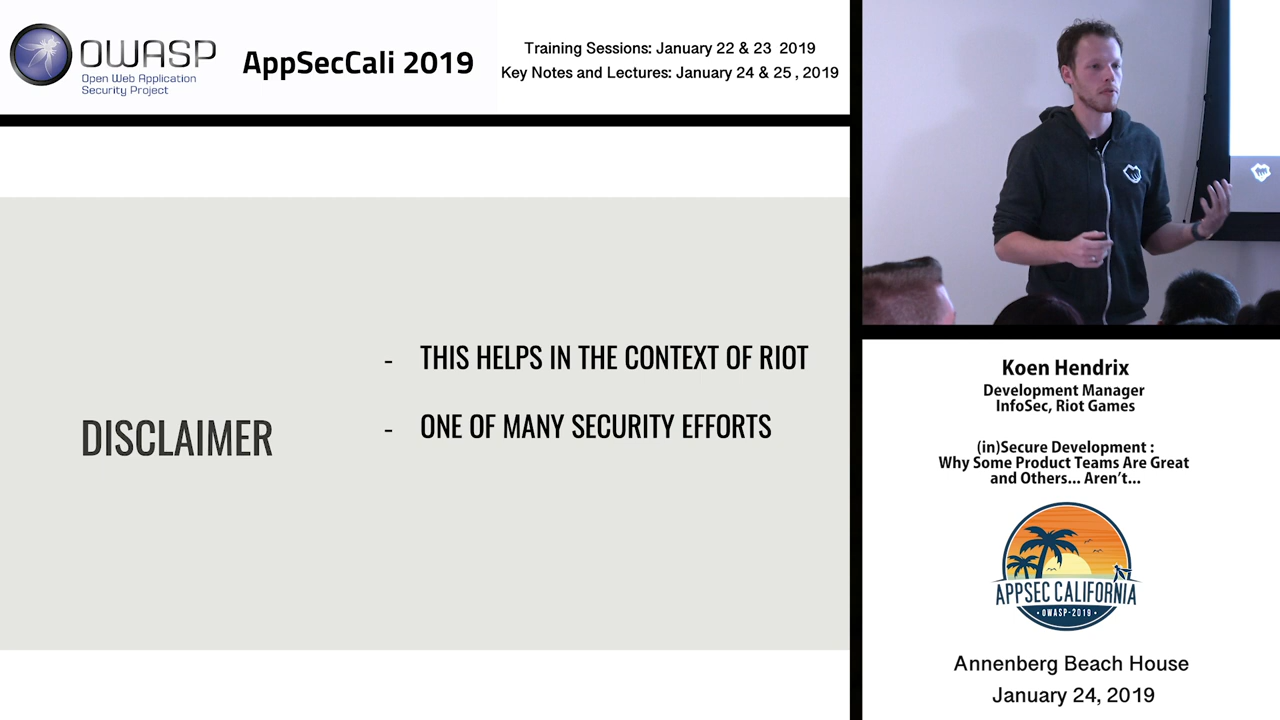 OWASP
Open Web Application
Security Project
AppSecCali 2019
Training Sessions: January 22 & 23 2019
Key Notes and Lectures: January 24 & 25 , 2019
DISCLAIMER
- THIS HELPS IN THE CONTEXT OF RIOT
- ONE OF MANY SECURITY EFFORTS
Koen Hendrix
Development Manager
InfoSec, Riot Games
(in)Secure Development :
Why Some Product Teams Are Great
and Others... Aren't...
APPSEC CALIFORNIA
• OWASP-2019 •
Annenberg Beach House
January 24, 2019